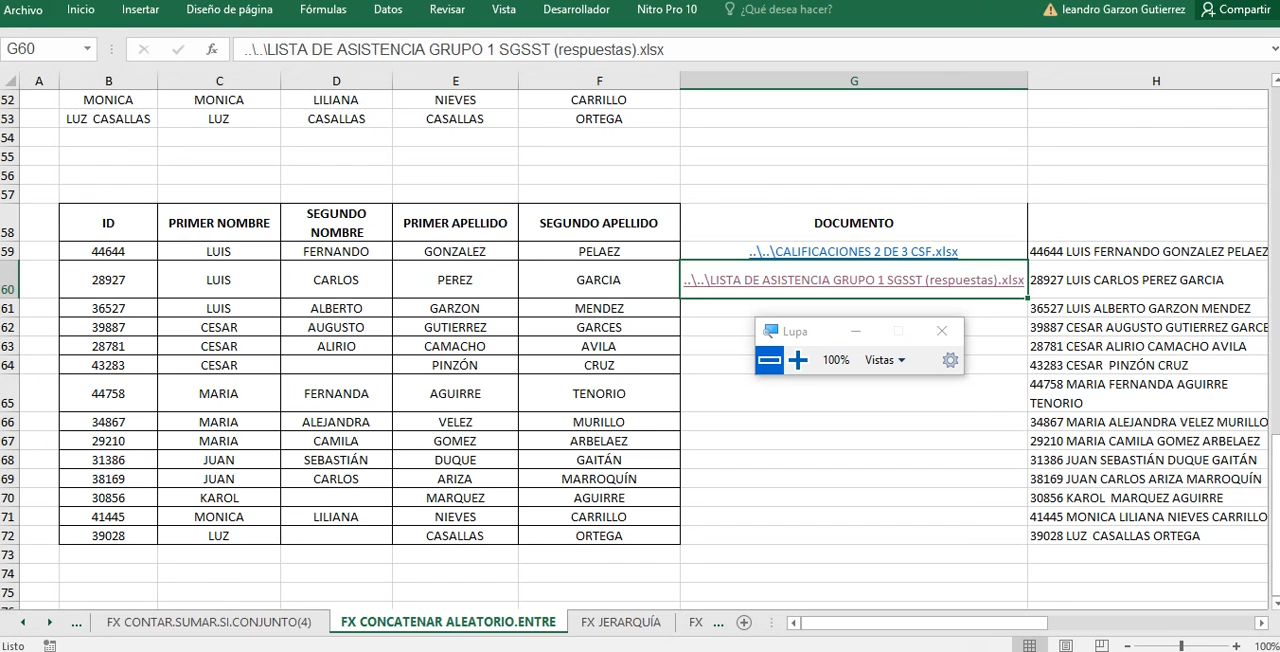 Archivo Inicio Insertar Diseño de página Fórmulas Datos Revisar Vista Desarrollador Nitro Pro 10 ¿Qué desea hacer? leandro Garzon Gutierrez Compartir
G60 fx ..\..\LISTA DE ASISTENCIA GRUPO 1 SGSST (respuestas).xlsx
A B C D E F G H
52 MONICA MONICA LILIANA NIEVES CARRILLO
53 LUZ CASALLAS LUZ CASALLAS CASALLAS ORTEGA
54
55
56
57
58 ID PRIMER NOMBRE SEGUNDO NOMBRE PRIMER APELLIDO SEGUNDO APELLIDO DOCUMENTO
59 44644 LUIS FERNANDO GONZALEZ PELAEZ ..\..\CALIFICACIONES 2 DE 3 CSF.xlsx 44644 LUIS FERNANDO GONZALEZ PELAEZ
60 28927 LUIS CARLOS PEREZ GARCIA ..\..\LISTA DE ASISTENCIA GRUPO 1 SGSST (respuestas).xlsx 28927 LUIS CARLOS PEREZ GARCIA
61 36527 LUIS ALBERTO GARZON MENDEZ 36527 LUIS ALBERTO GARZON MENDEZ
62 39887 CESAR AUGUSTO GUTIERREZ GARCES 39887 CESAR AUGUSTO GUTIERREZ GARCE
63 28781 CESAR ALIRIO CAMACHO AVILA 28781 CESAR ALIRIO CAMACHO AVILA
64 43283 CESAR PINZÓN CRUZ 43283 CESAR PINZÓN CRUZ
65 44758 MARIA FERNANDA AGUIRRE TENORIO 44758 MARIA FERNANDA AGUIRRE TENORIO
66 34867 MARIA ALEJANDRA VELEZ MURILLO 34867 MARIA ALEJANDRA VELEZ MURILLO
67 29210 MARIA CAMILA GOMEZ ARBELAEZ 29210 MARIA CAMILA GOMEZ ARBELAEZ
68 31386 JUAN SEBASTIÁN DUQUE GAITÁN 31386 JUAN SEBASTIÁN DUQUE GAITÁN
69 38169 JUAN CARLOS ARIZA MARROQUÍN 38169 JUAN CARLOS ARIZA MARROQUÍN
70 30856 KAROL MARQUEZ AGUIRRE 30856 KAROL MARQUEZ AGUIRRE
71 41445 MONICA LILIANA NIEVES CARRILLO 41445 MONICA LILIANA NIEVES CARRILLO
72 39028 LUZ CASALLAS ORTEGA 39028 LUZ CASALLAS ORTEGA
73
74
75
Lupa
100% Vistas
... FX CONTAR.SUMAR.SI.CONJUNTO(4) FX CONCATENAR ALEATORIO.ENTRE FX JERARQUÍA FX ...
Listo 100%